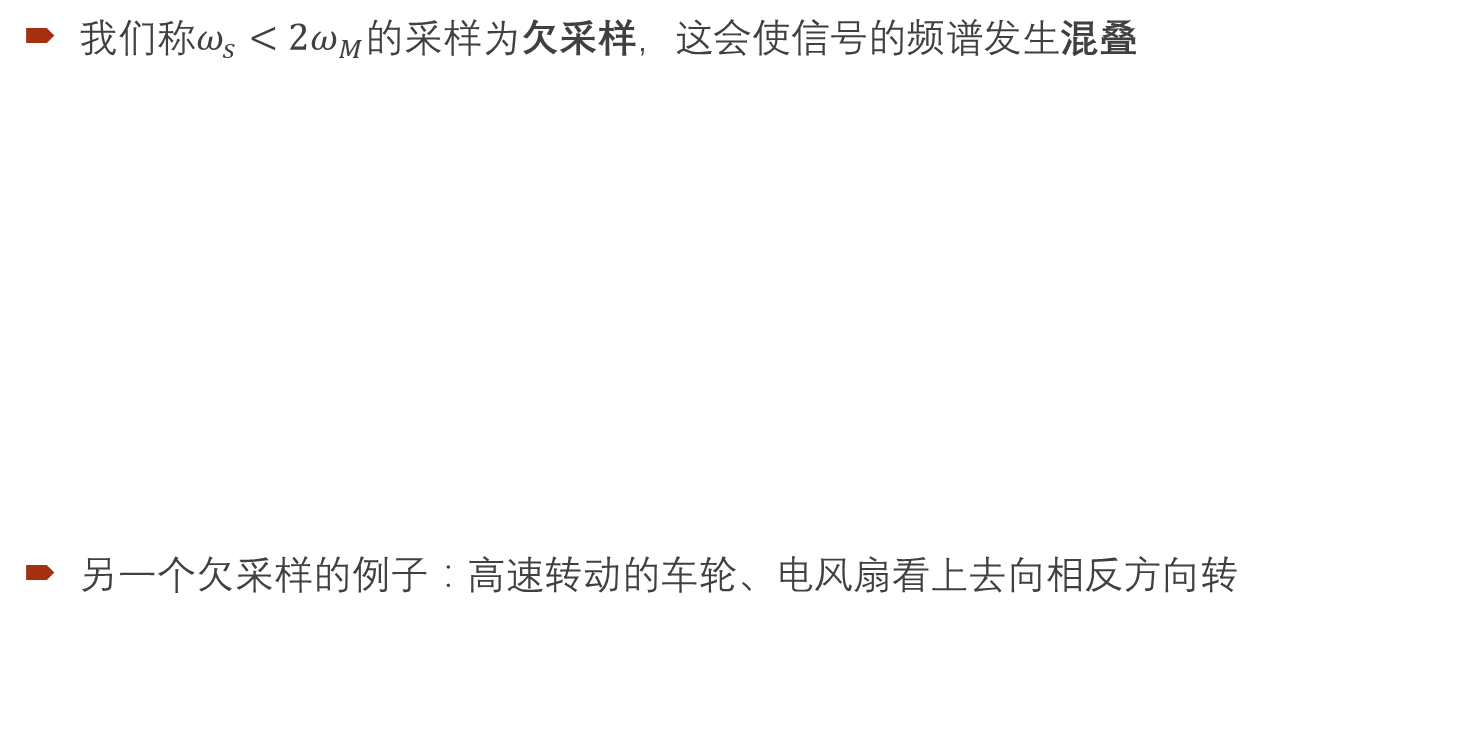 我们称𝜔ₛ < 2𝜔_M的采样为欠采样，这会使信号的频谱发生混叠
另一个欠采样的例子：高速转动的车轮、电风扇看上去向相反方向转